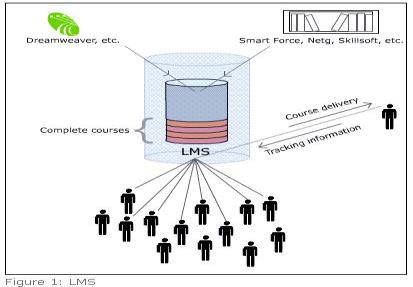 Dreamweaver, etc.
Smart Force, Netg, Skillsoft, etc.
Complete courses
LMS
Course delivery
Tracking information
Figure 1: LMS